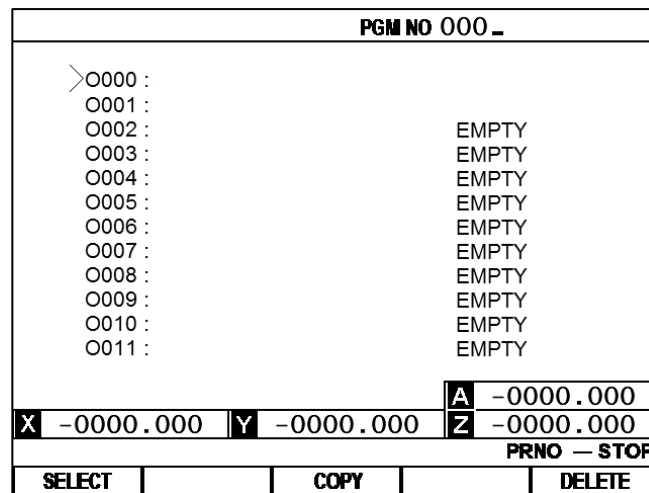 PGM NO 000_
>O000 :
O001 :
O002 : EMPTY
O003 : EMPTY
O004 : EMPTY
O005 : EMPTY
O006 : EMPTY
O007 : EMPTY
O008 : EMPTY
O009 : EMPTY
O010 : EMPTY
O011 : EMPTY
A -0000.000
X -0000.000 Y -0000.000 Z -0000.000
PRNO — STOP
SELECT COPY DELETE